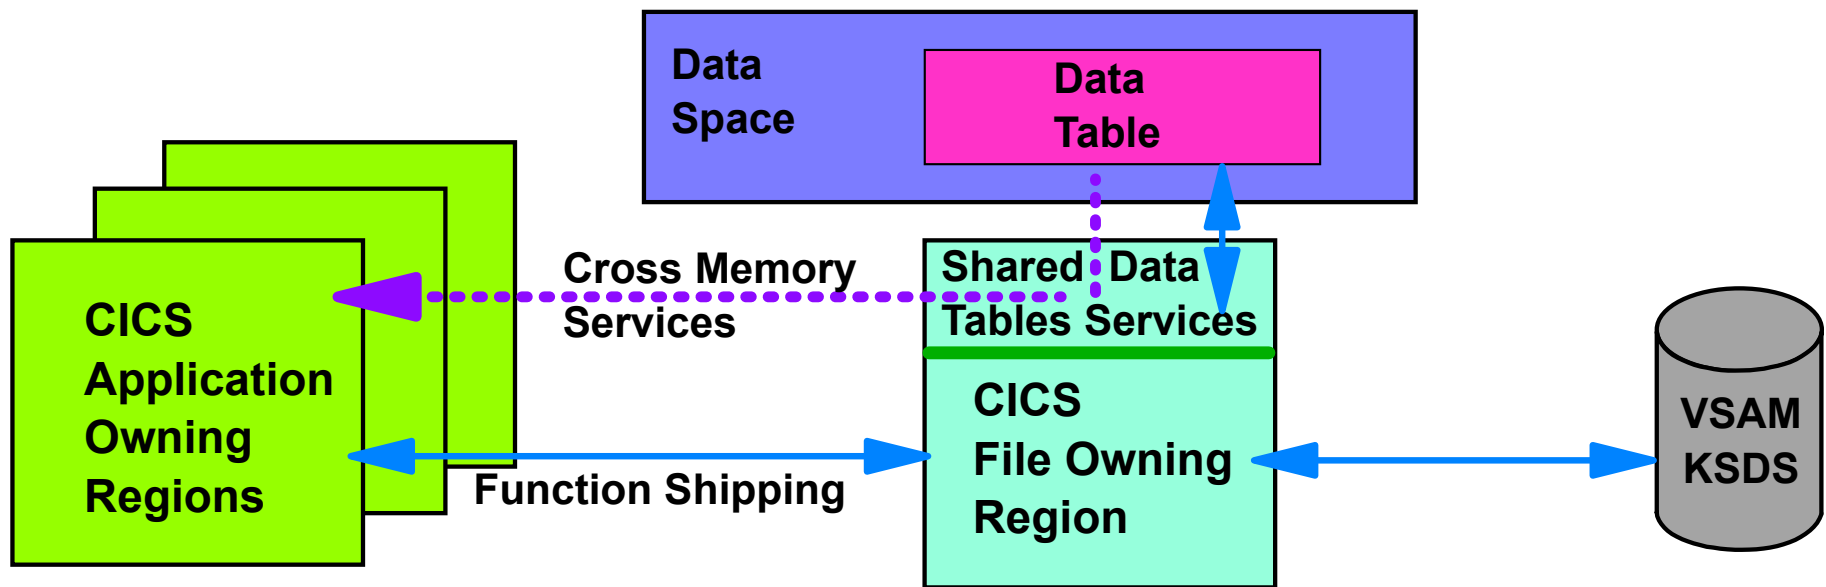 Data
Space
Data
Table
Cross Memory
Services
Shared Data
Tables Services
CICS
Application
Owning
Regions
Function Shipping
CICS
File Owning
Region
VSAM
KSDS